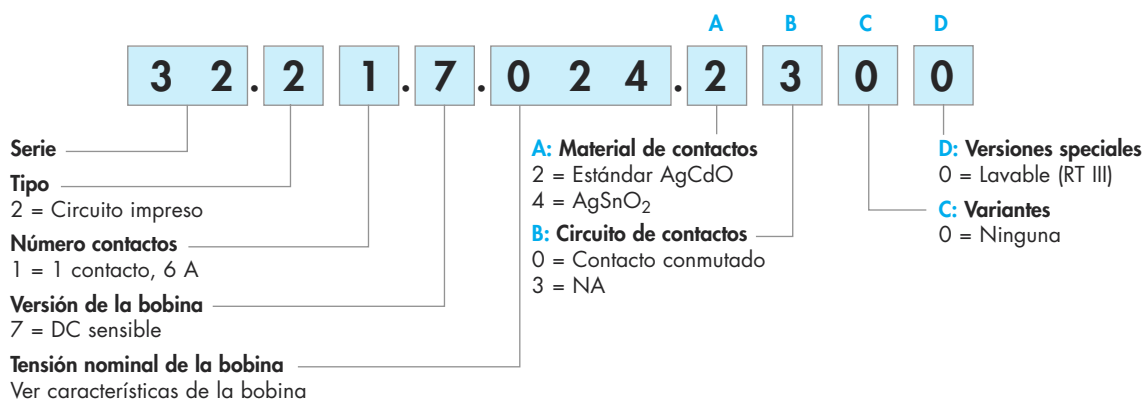 A B C D
3 2 . 2 1 . 7 . 0 2 4 . 2 3 0 0
Serie
Tipo
2 = Circuito impreso
Número contactos
1 = 1 contacto, 6 A
Versión de la bobina
7 = DC sensible
Tensión nominal de la bobina
Ver características de la bobina
A: Material de contactos
2 = Estándar AgCdO
4 = AgSnO₂
B: Circuito de contactos
0 = Contacto conmutado
3 = NA
D: Versiones speciales
0 = Lavable (RT III)
C: Variantes
0 = Ninguna